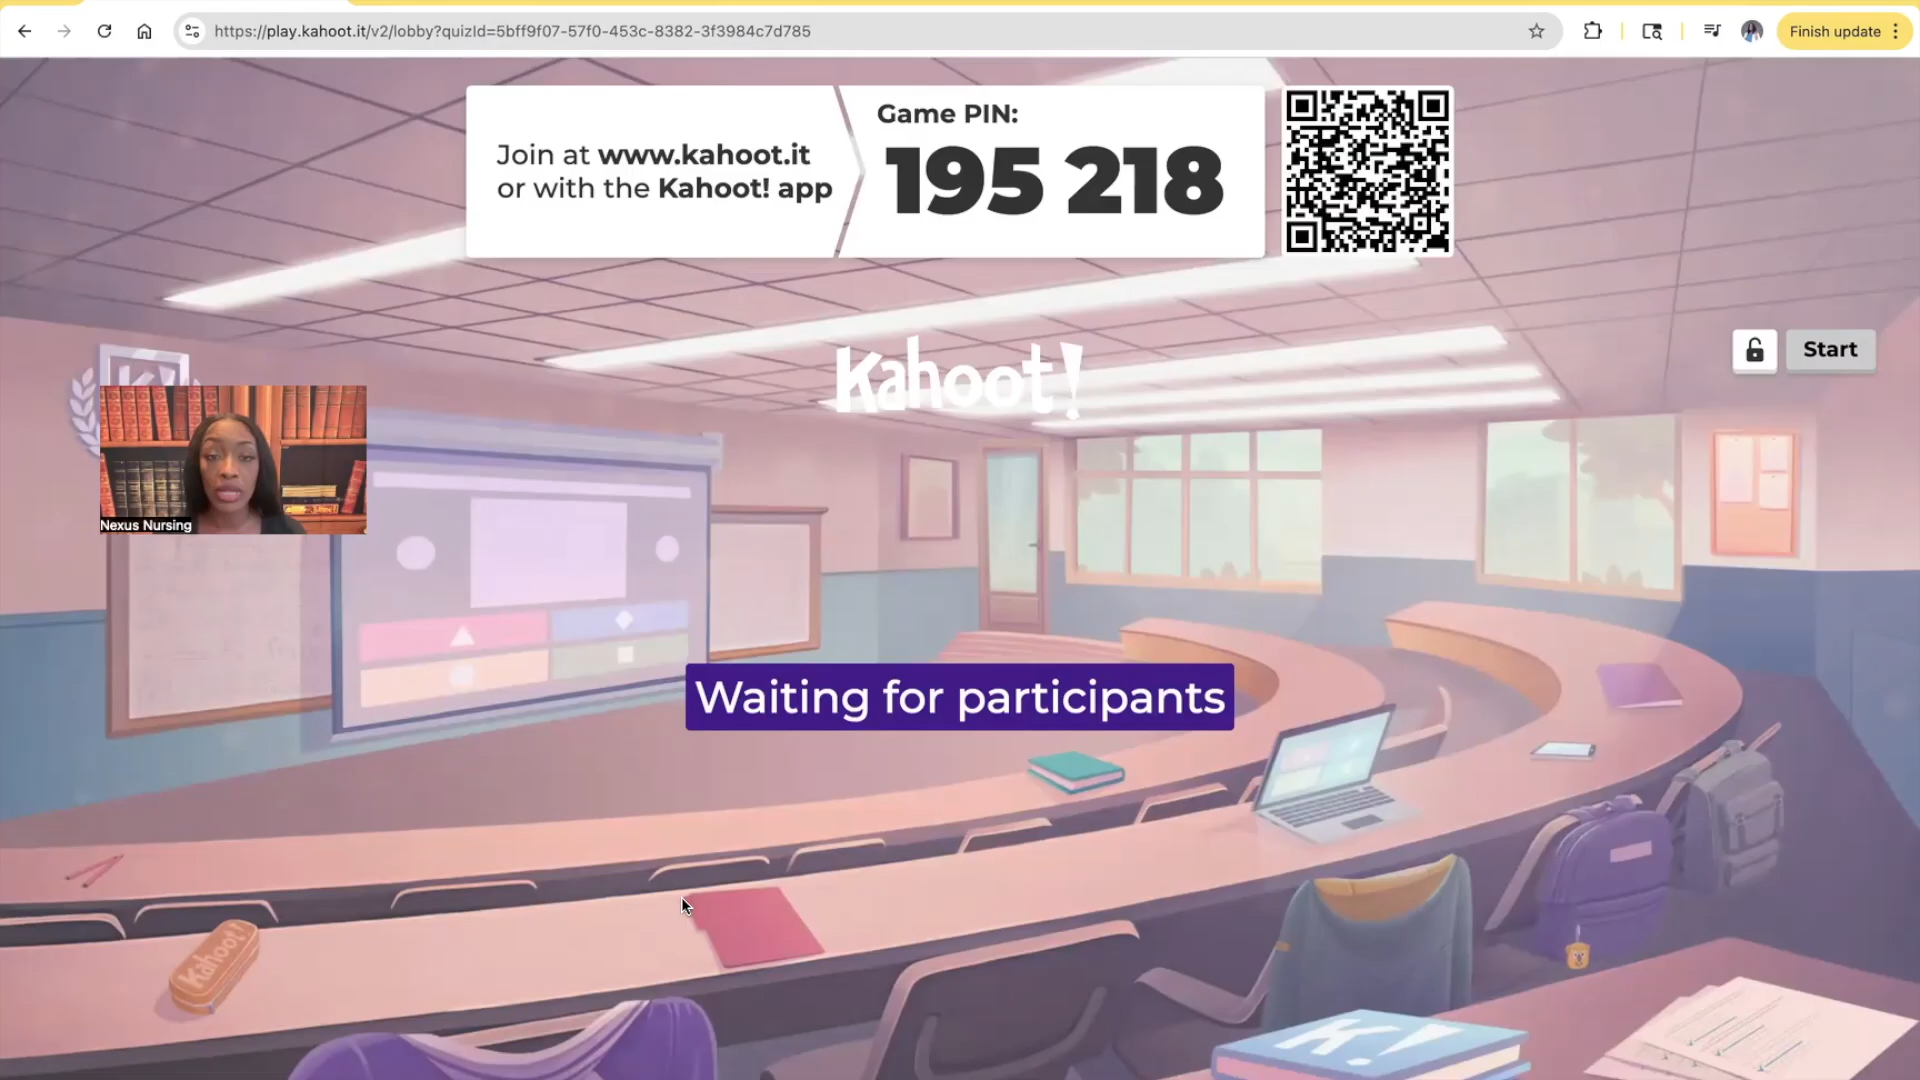 https://play.kahoot.it/v2/lobby?quizId=5bff9f07-57f0-453c-8382-3f3984c7d785
Finish update
Join at www.kahoot.it
or with the Kahoot! app
Game PIN:
195 218
Kahoot!
Start
K!
Nexus Nursing
Waiting for participants
Kahoot!
K!